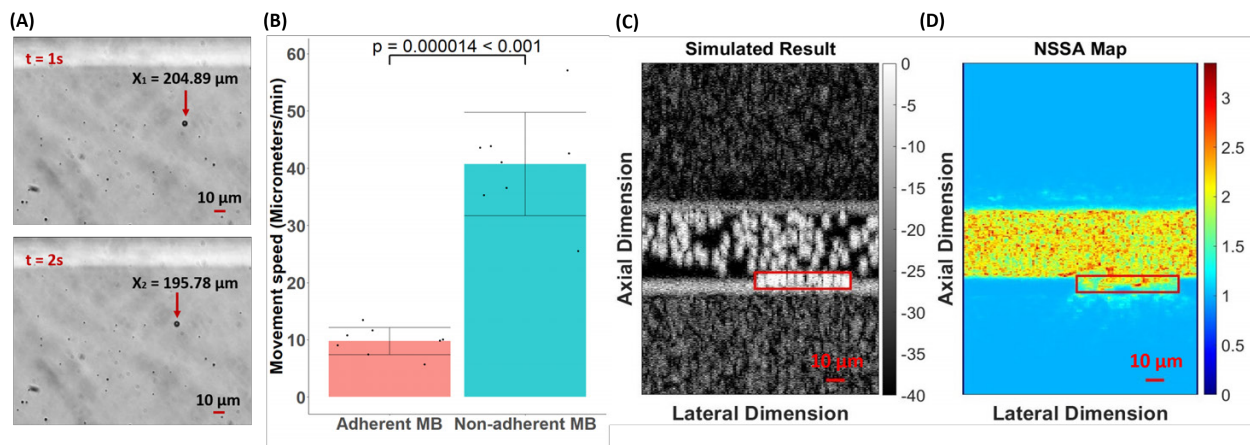 (A)
t = 1s
X₁ = 204.89 µm
10 µm
t = 2s
X₂ = 195.78 µm
10 µm
(B)
p = 0.000014 < 0.001
Movement speed (Micrometers/min)
60
50
40
30
20
10
0
Adherent MB
Non-adherent MB
(C)
Simulated Result
Axial Dimension
10 µm
Lateral Dimension
0
-5
-10
-15
-20
-25
-30
-35
-40
(D)
NSSA Map
Axial Dimension
10 µm
Lateral Dimension
3
2.5
2
1.5
1
0.5
0